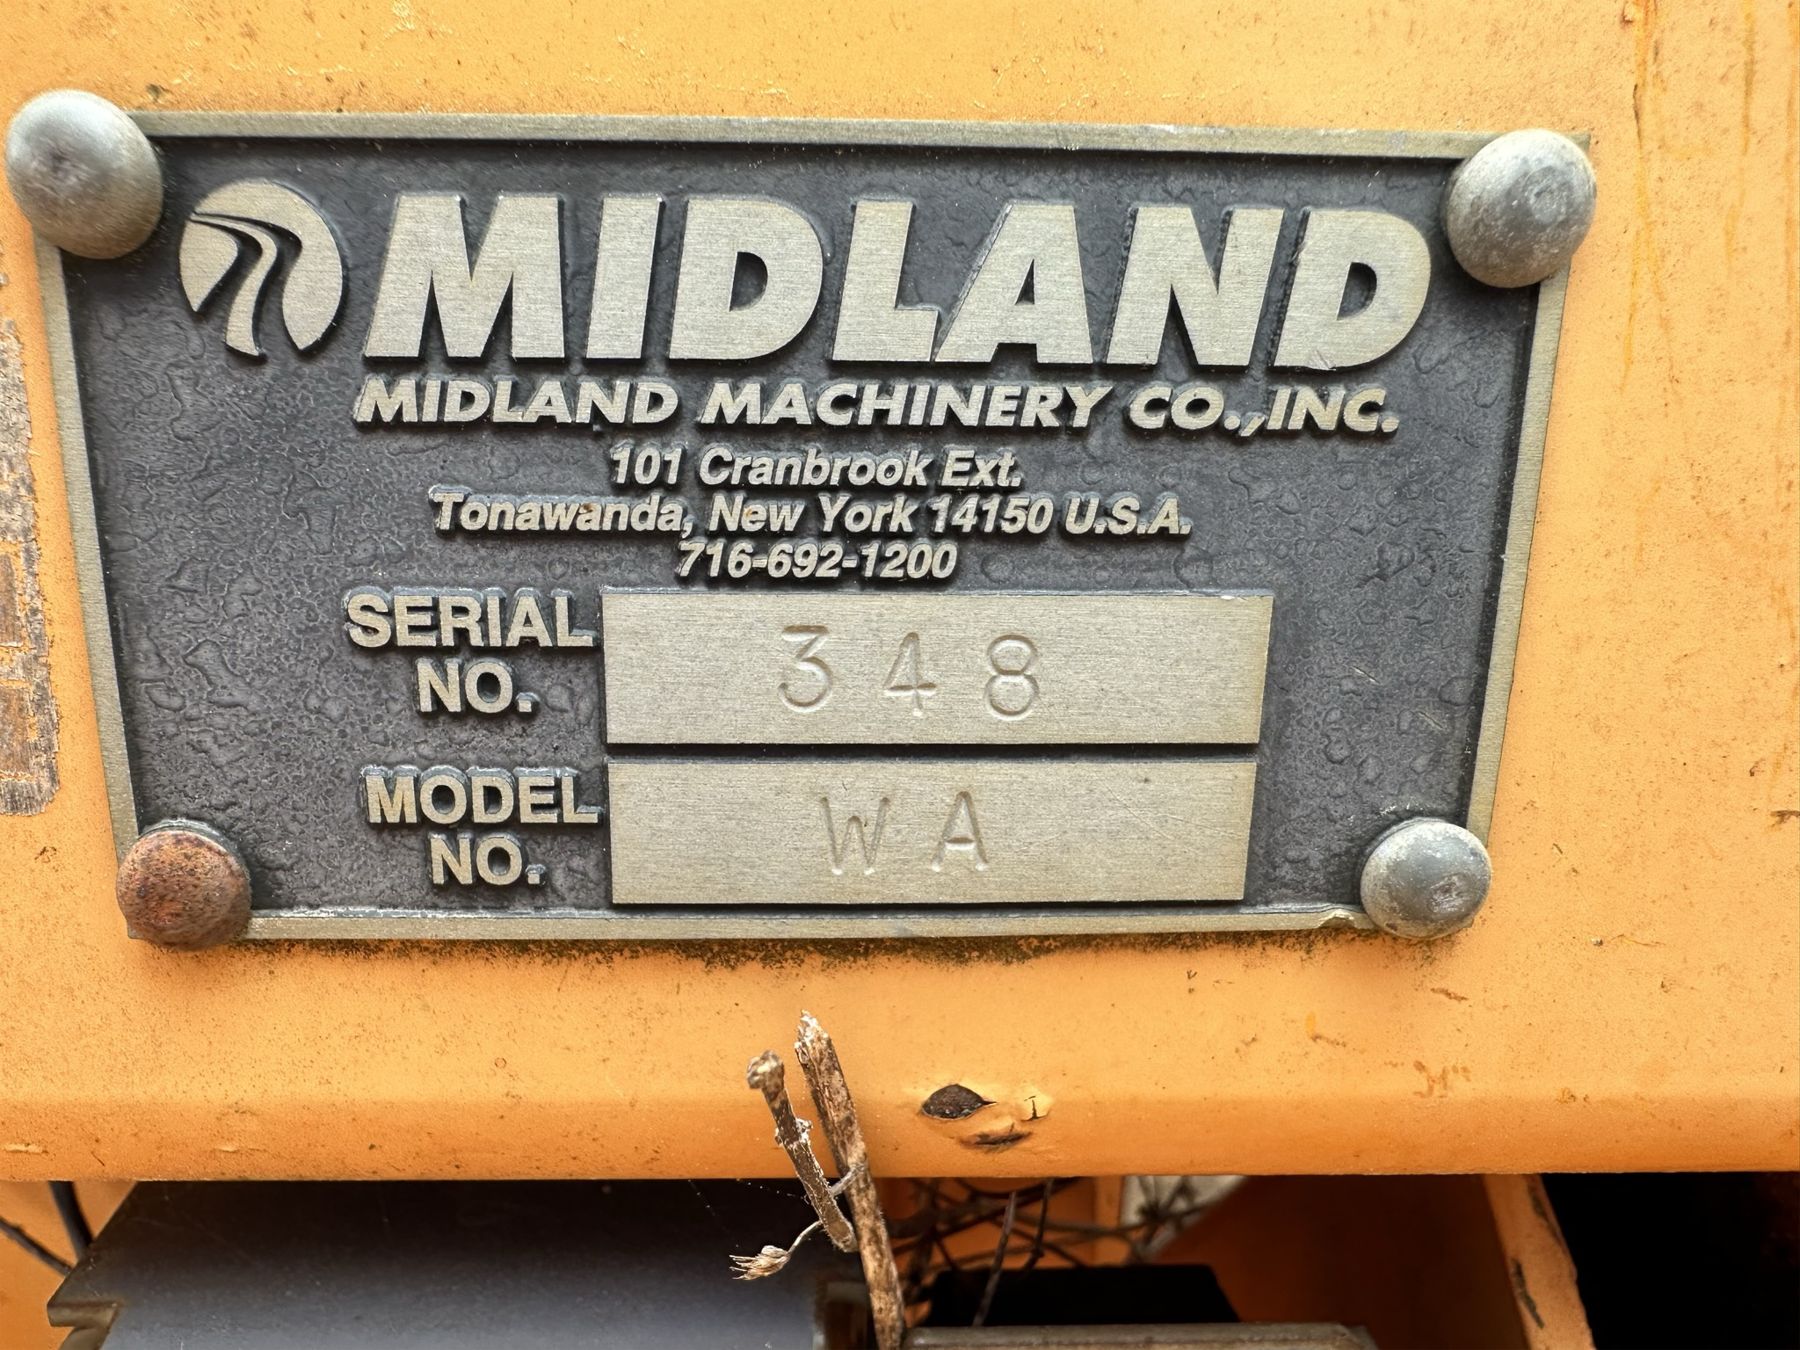 MIDLAND
MIDLAND MACHINERY CO., INC.
101 Cranbrook Ext.
Tonawanda, New York 14150 U.S.A.
716-692-1200
SERIAL NO. 348
MODEL NO. WA